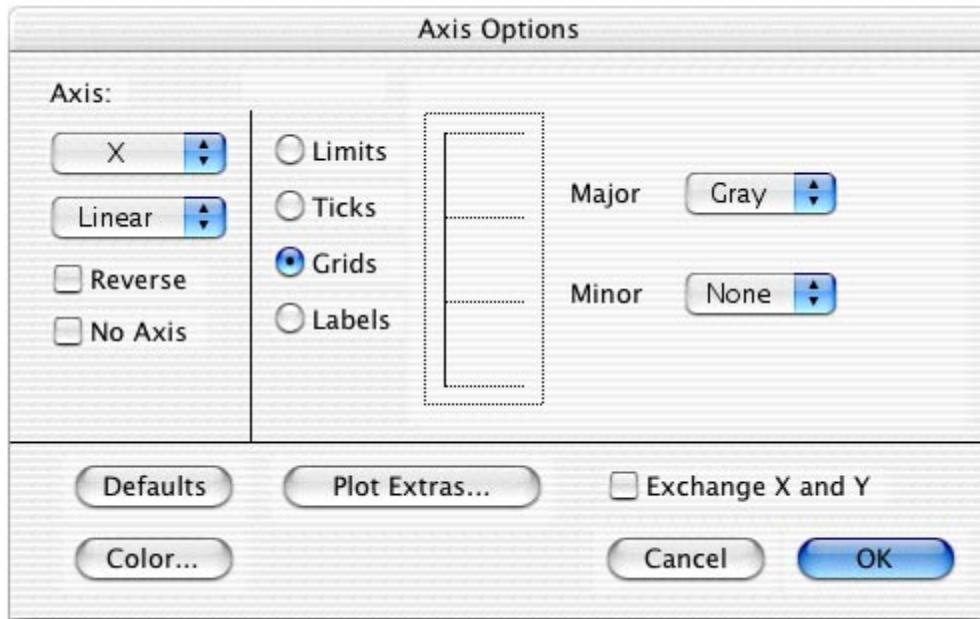 Axis Options
Axis:
X
Linear
Reverse
No Axis
Limits
Ticks
Grids
Labels
Major Gray
Minor None
Defaults
Plot Extras...
Exchange X and Y
Color...
Cancel
OK